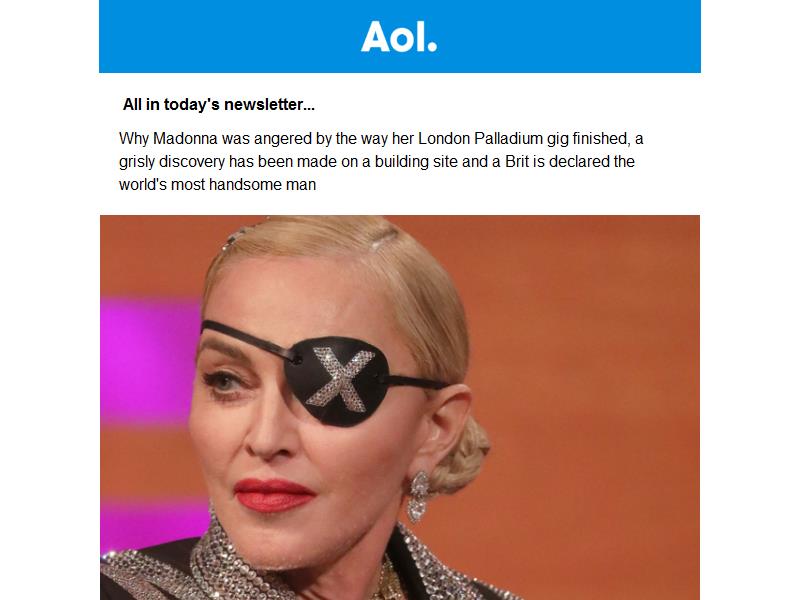 Aol.
All in today's newsletter...
Why Madonna was angered by the way her London Palladium gig finished, a
grisly discovery has been made on a building site and a Brit is declared the
world's most handsome man
X